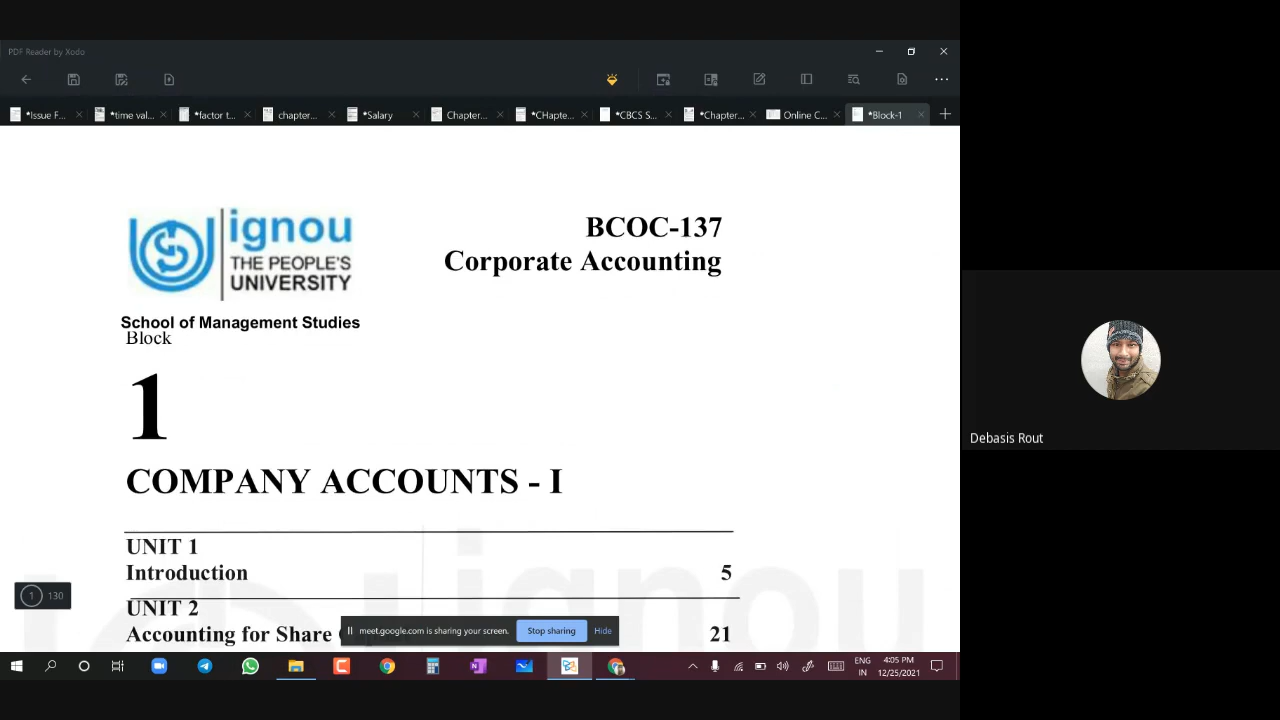 PDF Reader by Xodo
*Issue F...
*time val...
*factor t...
chapter...
*Salary
Chapter...
*CHapte...
*CBCS S...
*Chapter...
Online C...
*Block-1
ignou
THE PEOPLE'S
UNIVERSITY
BCOC-137
Corporate Accounting
School of Management Studies
Block
1
COMPANY ACCOUNTS - I
UNIT 1
Introduction 5
UNIT 2
Accounting for Share 21
ignou
1 130
meet.google.com is sharing your screen. Stop sharing Hide
Debasis Rout
ENG
IN
4:05 PM
12/25/2021